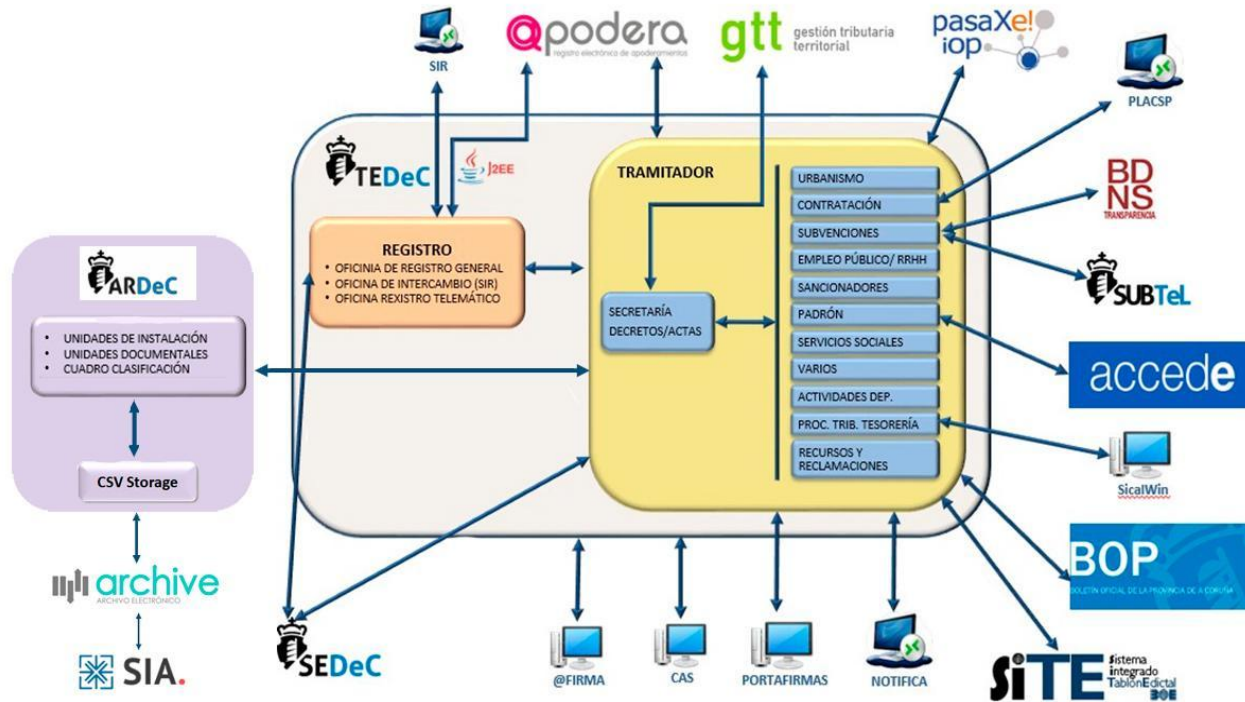 SIR
@podera
registro electrónico de apoderamientos
gtt
gestión tributaria
territorial
pasaXe!
iop
PLACSP
TEDeC
J2EE
TRAMITADOR
URBANISMO
CONTRATACIÓN
SUBVENCIONES
EMPLEO PÚBLICO/ RRHH
SANCIONADORES
PADRÓN
SERVICIOS SOCIALES
VARIOS
ACTIVIDADES DEP.
PROC. TRIB. TESORERÍA
RECURSOS Y
RECLAMACIONES
BD
NS
TRANSPARENCIA
REGISTRO
• OFICINIA DE REGISTRO GENERAL
• OFICINA DE INTERCAMBIO (SIR)
• OFICINA REXISTRO TELEMÁTICO
SECRETARÍA
DECRETOS/ACTAS
SUBTeL
ARDeC
• UNIDADES DE INSTALACIÓN
• UNIDADES DOCUMENTALES
• CUADRO CLASIFICACIÓN
CSV Storage
accede
SicalWin
BOP
BOLETÍN OFICIAL DE LA PROVINCIA DE A CORUÑA
archive
ARCHIVO ELECTRÓNICO
SIA.
SEDeC
@FIRMA
CAS
PORTAFIRMAS
NOTIFICA
SiTE
Sistema
integrado
TablónEdictal
BOE